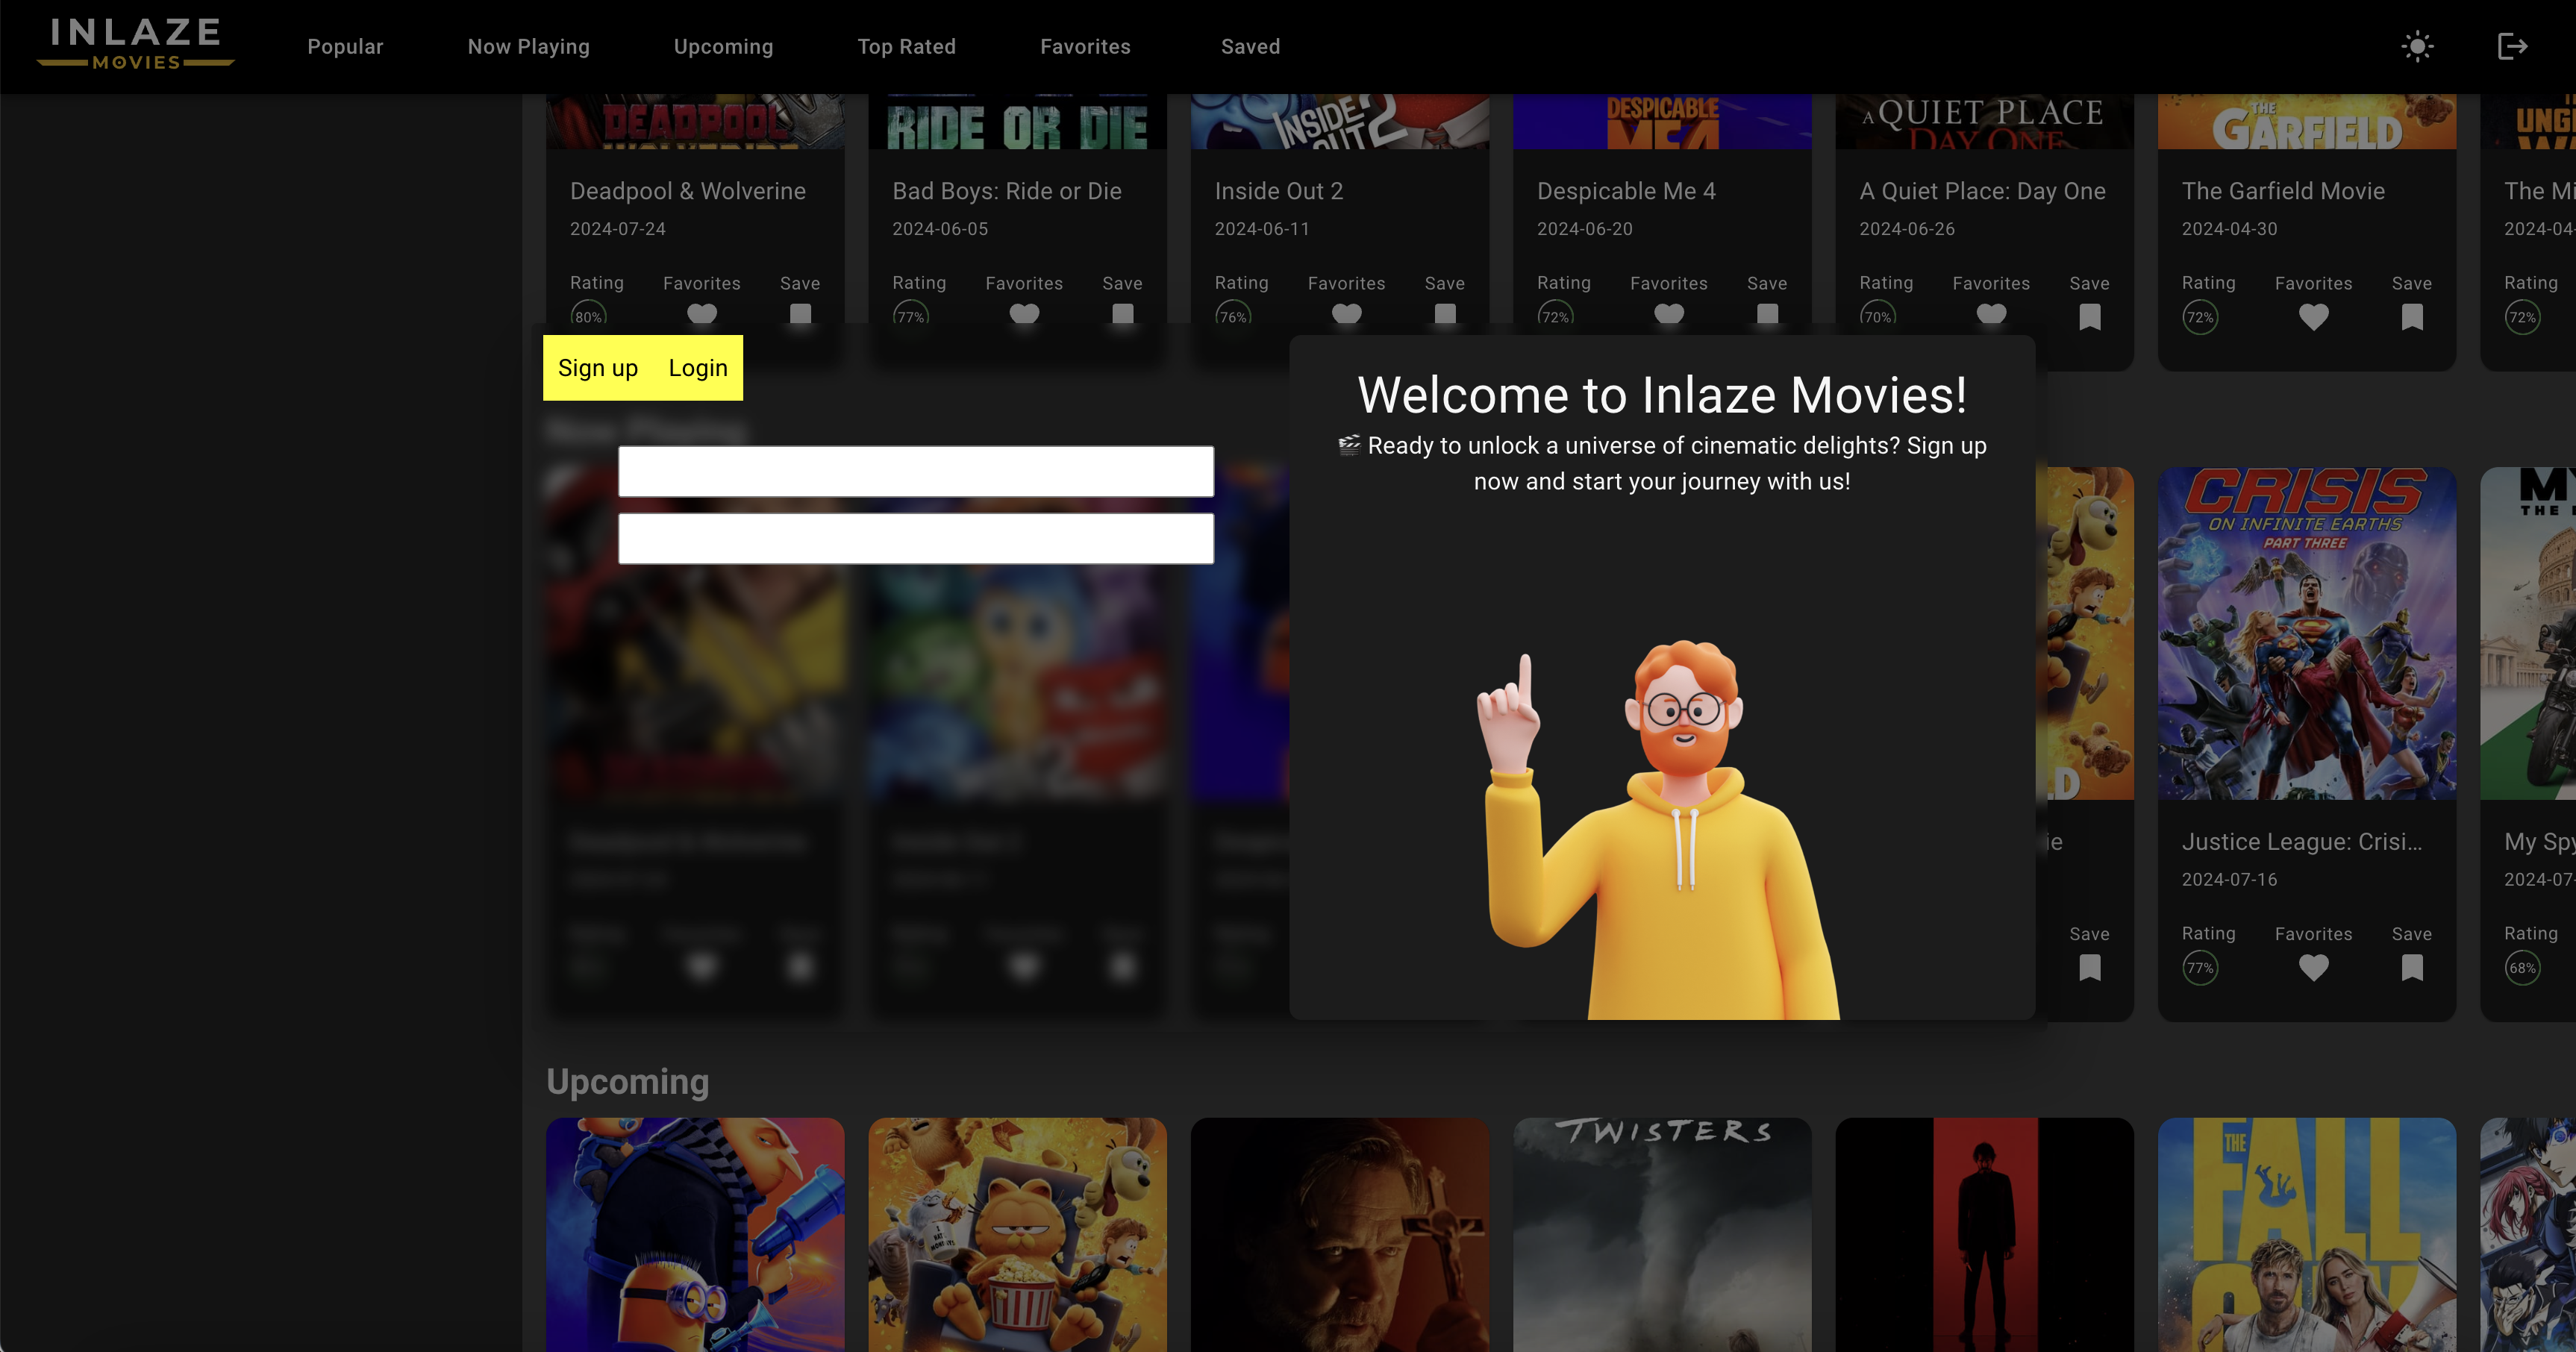 INLAZE
MOVIES
Popular Now Playing Upcoming Top Rated Favorites Saved
DEADPOOL
RIDE OR DIE
INSIDE OUT 2
DESPICABLE ME 4
A QUIET PLACE
DAY ONE
THE GARFIELD
Deadpool & Wolverine
2024-07-24
Rating Favorites Save
80%
Bad Boys: Ride or Die
2024-06-05
Rating Favorites Save
77%
Inside Out 2
2024-06-11
Rating Favorites Save
76%
Despicable Me 4
2024-06-20
Rating Favorites Save
72%
A Quiet Place: Day One
2024-06-26
Rating Favorites Save
70%
The Garfield Movie
2024-04-30
Rating Favorites Save
72%
The Mi
2024-04-
Rating
72%
Sign up Login
Now Playing
Welcome to Inlaze Movies!
🎬 Ready to unlock a universe of cinematic delights? Sign up
now and start your journey with us!
ie
Save
CRISIS
ON INFINITE EARTHS
PART THREE
Justice League: Crisi...
2024-07-16
Rating Favorites Save
77%
MY
THE
My Spy
2024-07-
Rating
68%
Upcoming
TWISTERS
THE
FALL